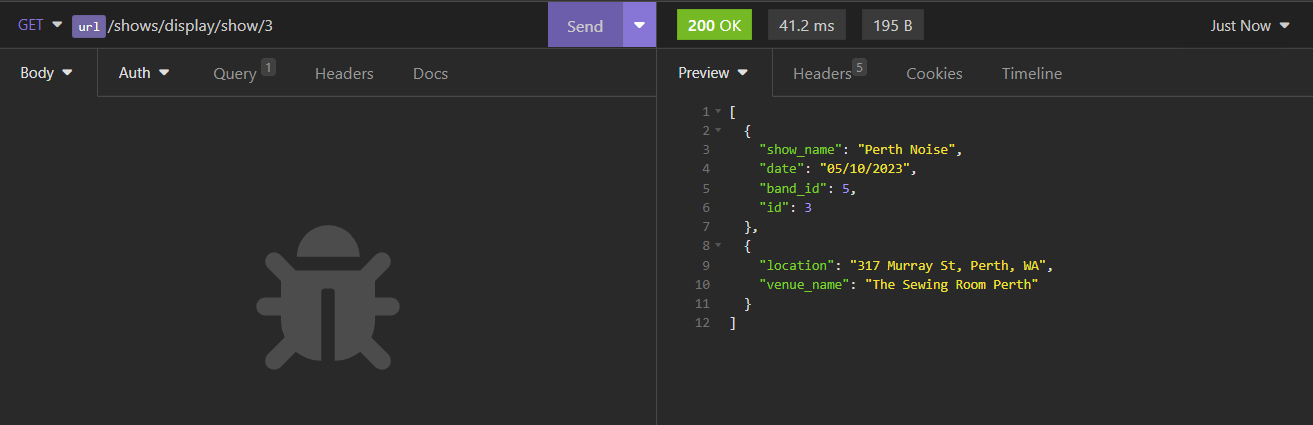 GET url /shows/display/show/3 Send 200 OK 41.2 ms 195 B Just Now
Body Auth Query 1 Headers Docs Preview Headers 5 Cookies Timeline
1 [
2 {
3 "show_name": "Perth Noise",
4 "date": "05/10/2023",
5 "band_id": 5,
6 "id": 3
7 },
8 {
9 "location": "317 Murray St, Perth, WA",
10 "venue_name": "The Sewing Room Perth"
11 }
12 ]